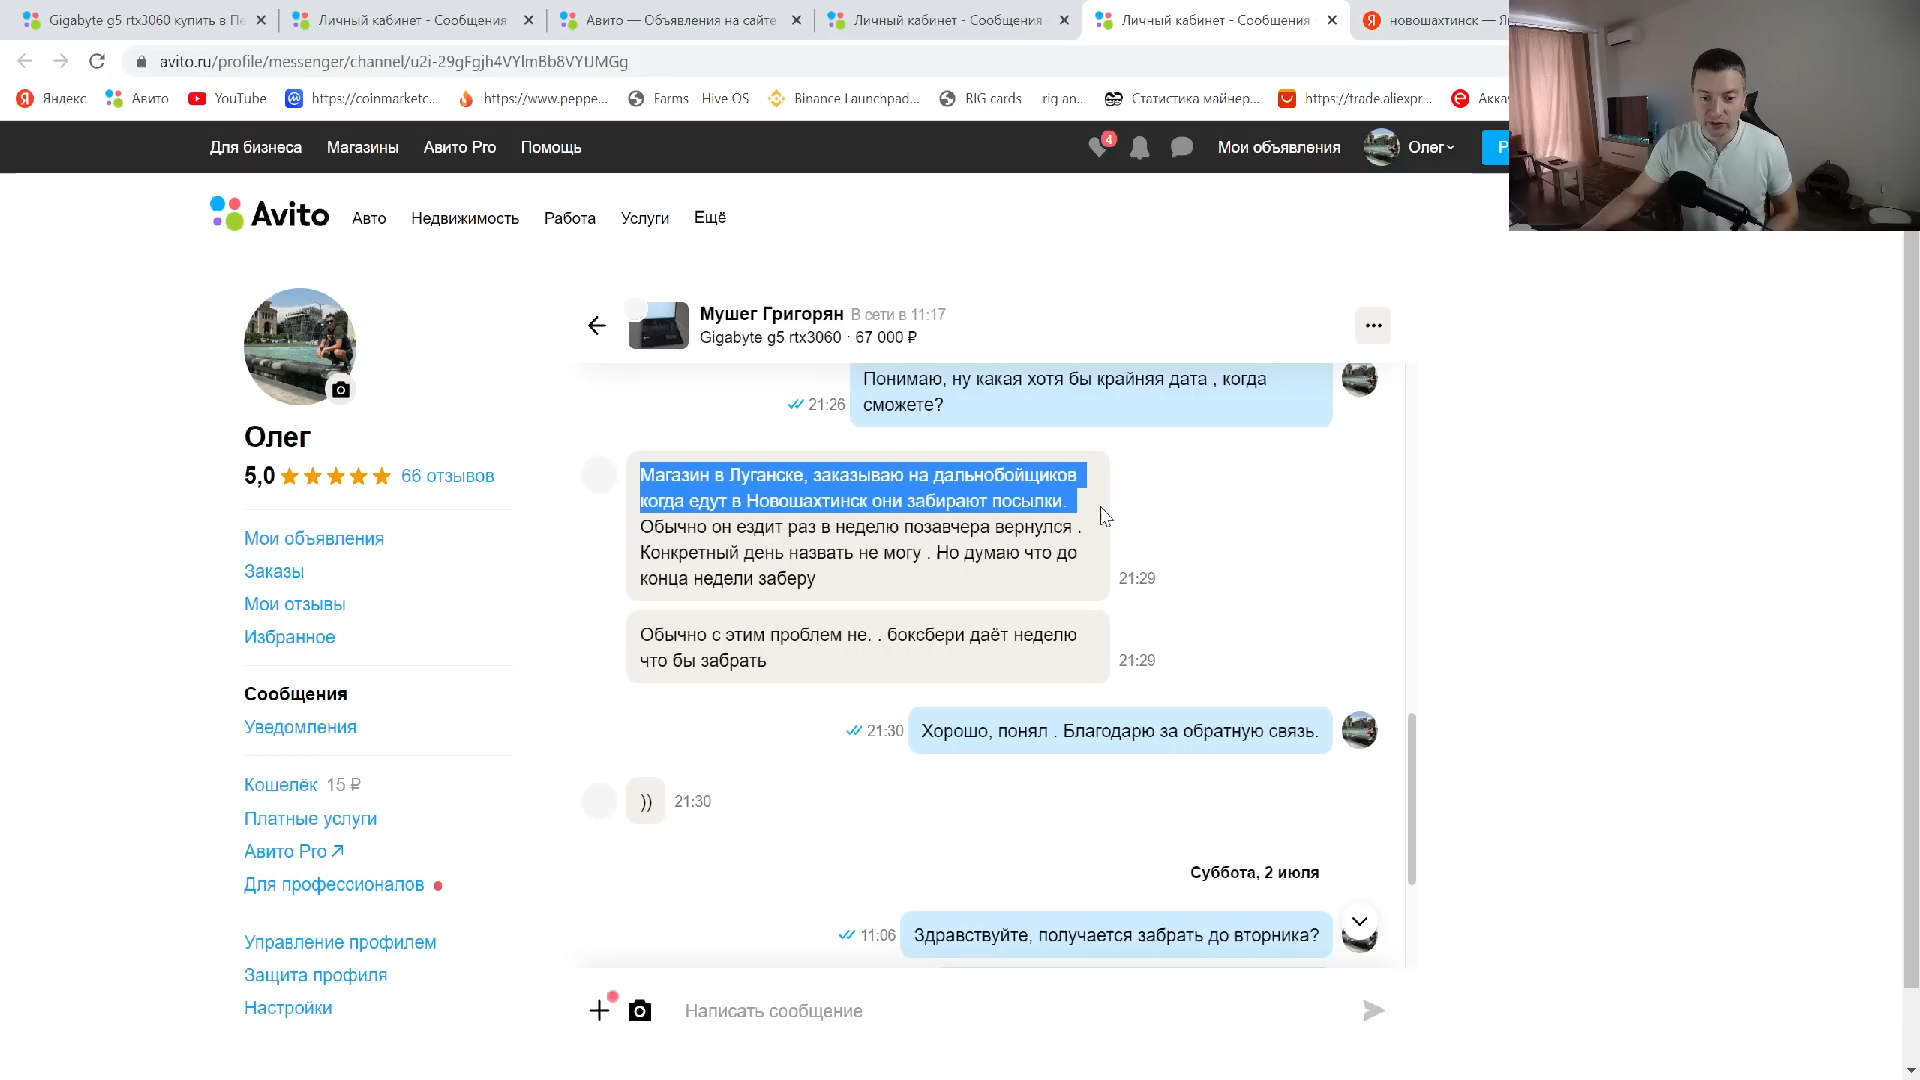 Gigabyte g5 rtx3060 купить в Пе
Личный кабинет - Сообщения
Авито — Объявления на сайте
Личный кабинет - Сообщения
Личный кабинет - Сообщения
новошахтинск —
avito.ru/profile/messenger/channel/
Яндекс
Авито
YouTube
https://coinmarketc...
https://www.peppe...
Farms
Hive OS
Binance Launchpad...
RIG cards
rig an...
Статистика майнер...
https://trade.aliexpr...
Для бизнеса
Магазины
Авито Pro
Помощь
4
Мои объявления
Олег
Р
Avito
Авто
Недвижимость
Работа
Услуги
Ещё
Олег
5,0
66 отзывов
Мои объявления
Заказы
Мои отзывы
Избранное
Сообщения
Уведомления
Кошелёк 15 ₽
Платные услуги
Авито Pro
Для профессионалов
Управление профилем
Защита профиля
Настройки
Мушег Григорян В сети в 11:17
Gigabyte g5 rtx3060 · 67 000 ₽
Понимаю, ну какая хотя бы крайняя дата , когда
сможете?
21:26
Магазин в Луганске, заказываю на дальнобойщиков
когда едут в Новошахтинск они забирают посылки.
Обычно он ездит раз в неделю позавчера вернулся .
Конкретный день назвать не могу . Но думаю что до
конца недели заберу
21:29
Обычно с этим проблем не. . боксбери даёт неделю
что бы забрать
21:29
21:30
Хорошо, понял . Благодарю за обратную связь.
))
21:30
Суббота, 2 июля
11:06
Здравствуйте, получается забрать до вторника?
Написать сообщение